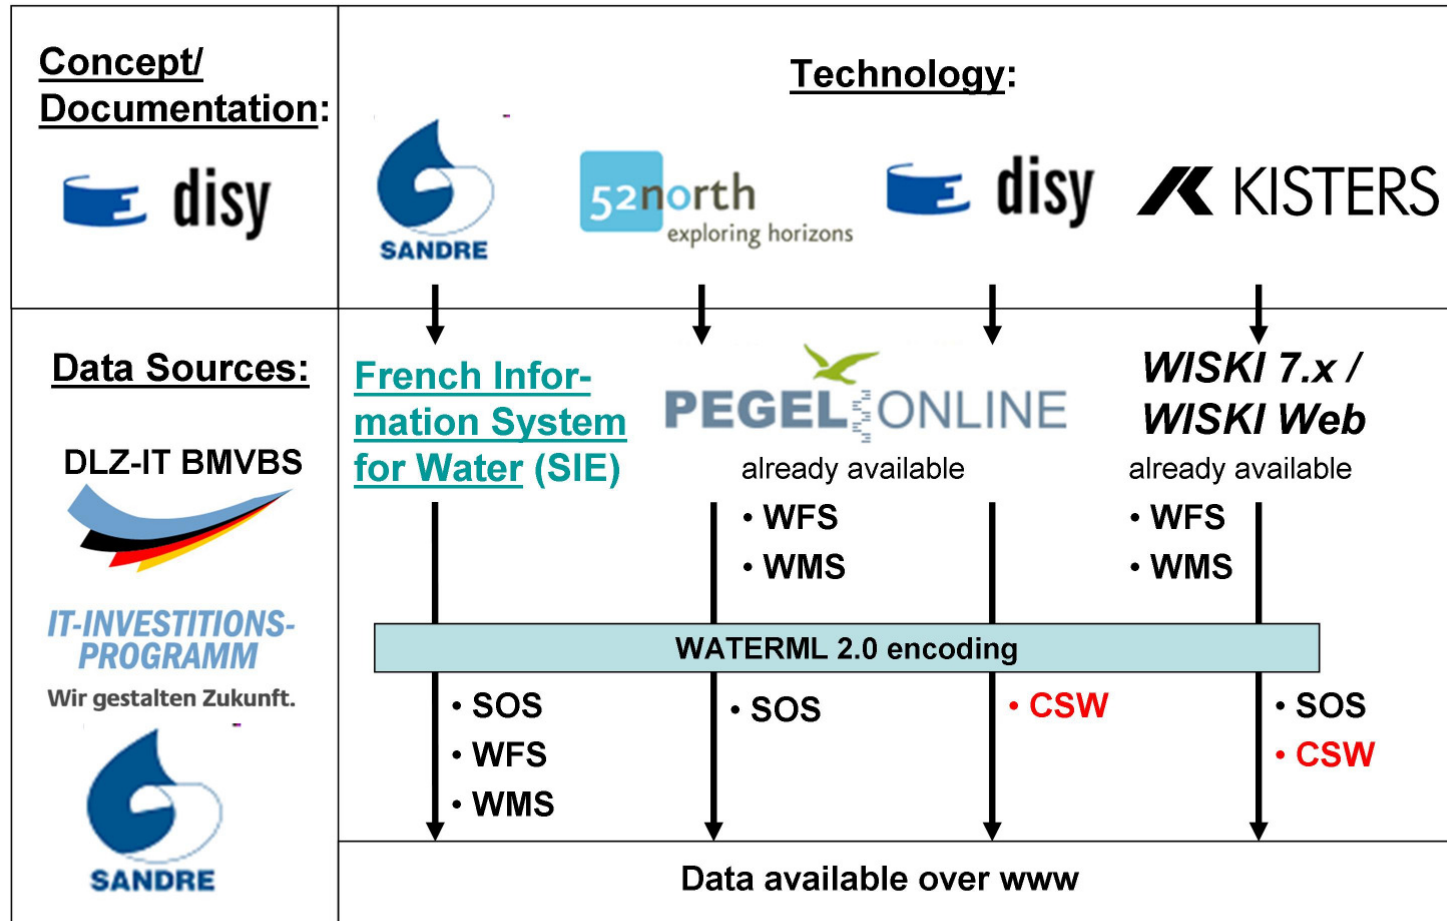 Concept/
Documentation:
disy
Technology:
SANDRE
52north
exploring horizons
disy
KISTERS
Data Sources:
DLZ-IT BMVBS
IT-INVESTITIONS-
PROGRAMM
Wir gestalten Zukunft.
SANDRE
French Infor-
mation System
for Water (SIE)
PEGEL ONLINE
already available
• WFS
• WMS
WISKI 7.x /
WISKI Web
already available
• WFS
• WMS
WATERML 2.0 encoding
• SOS
• WFS
• WMS
• SOS
• CSW
• SOS
• CSW
Data available over www